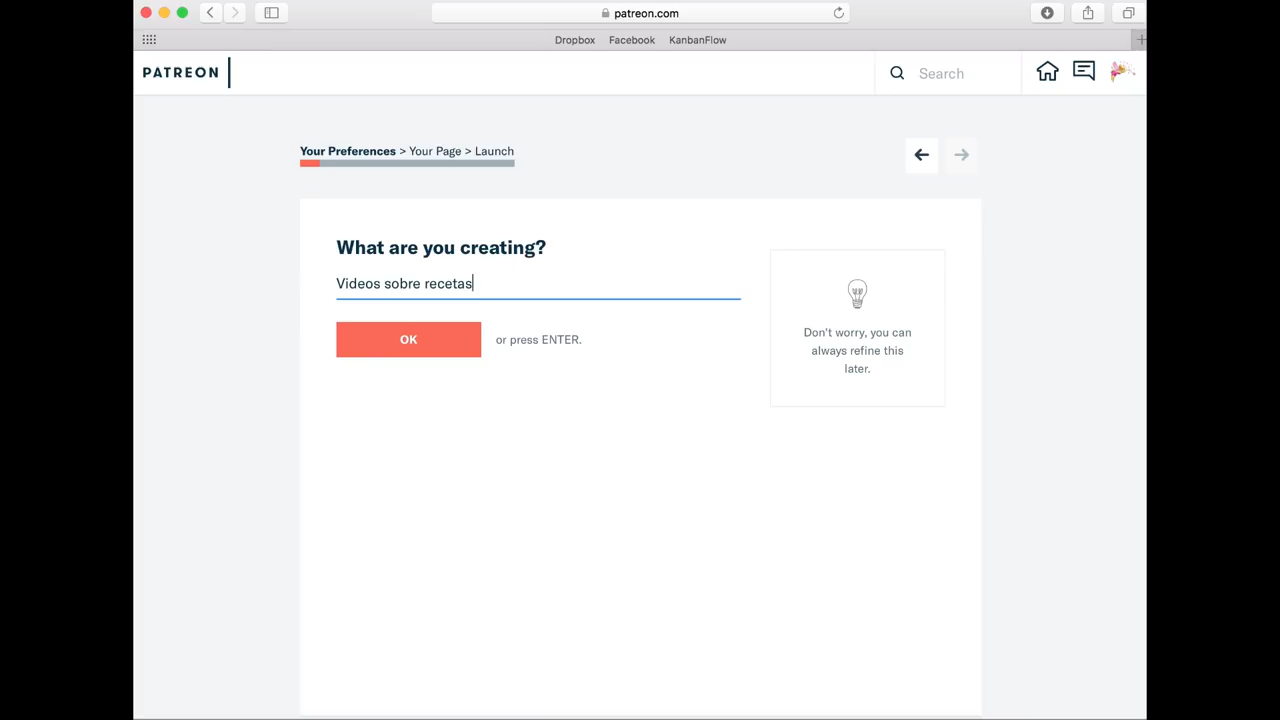 patreon.com
Dropbox Facebook KanbanFlow
PATREON
Search
Your Preferences > Your Page > Launch
What are you creating?
Videos sobre recetas
OK
or press ENTER.
Don't worry, you can
always refine this
later.